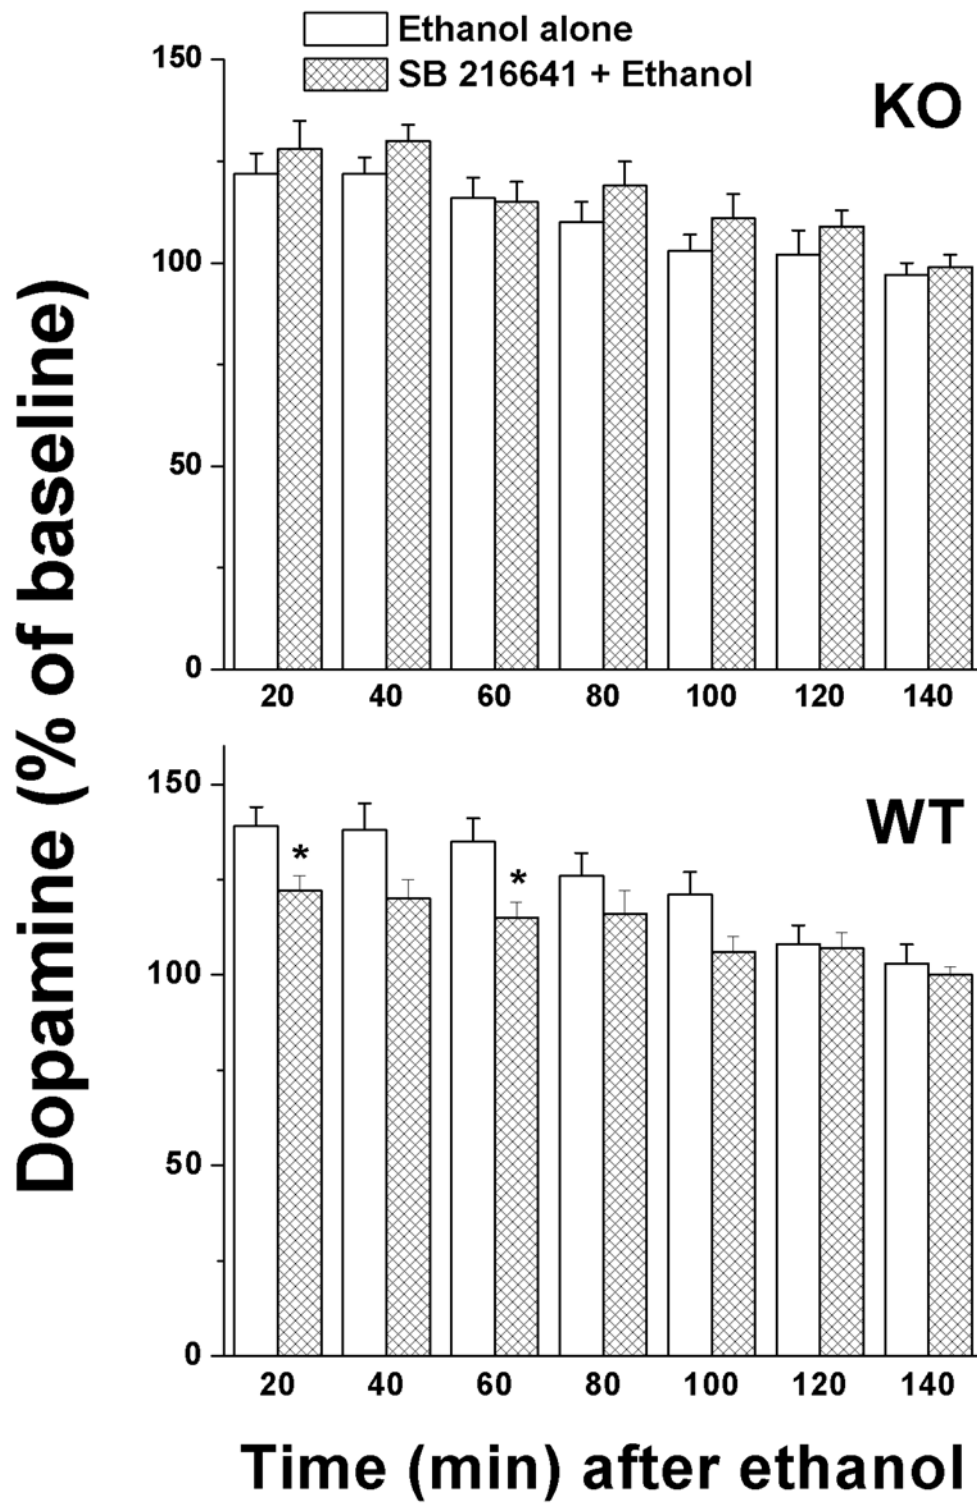 Ethanol alone
SB 216641 + Ethanol
KO
150
100
50
0
20 40 60 80 100 120 140
Dopamine (% of baseline)
WT
150
*
*
100
50
0
20 40 60 80 100 120 140
Time (min) after ethanol